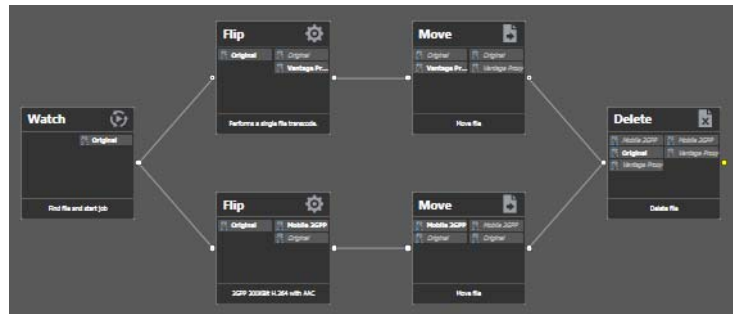 Flip
Original
Original
Vantage Pr...
Performs a single file transcode.
Move
Original
Original
Vantage Pr...
Vantage Proxy
Move file
Watch
Original
Find file and start job
Delete
Mobile 3GPP
Mobile 3GPP
Original
Vantage Proxy
Vantage Proxy
Delete file
Flip
Original
Mobile 3GPP
Original
3GPP 200KBit H.264 with AAC
Move
Mobile 3GPP
Mobile 3GPP
Original
Original
Move file